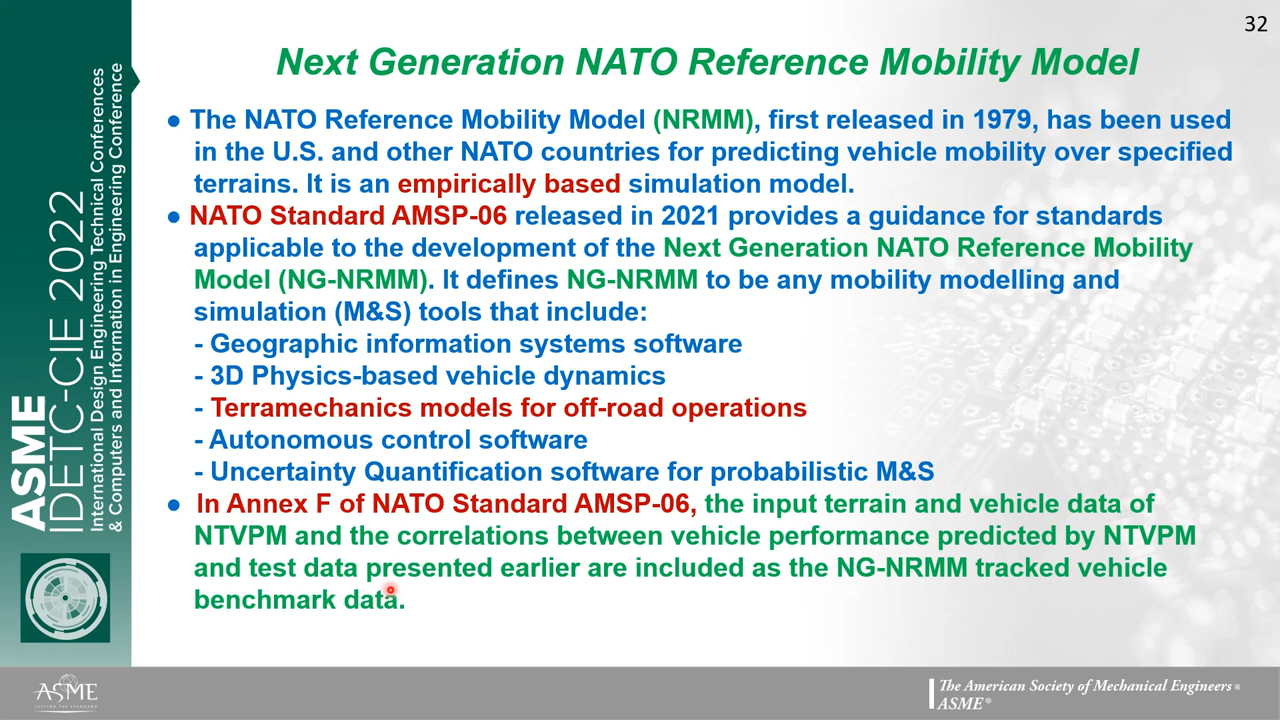 32
Next Generation NATO Reference Mobility Model
● The NATO Reference Mobility Model (NRMM), first released in 1979, has been used
in the U.S. and other NATO countries for predicting vehicle mobility over specified
terrains. It is an empirically based simulation model.
● NATO Standard AMSP-06 released in 2021 provides a guidance for standards
applicable to the development of the Next Generation NATO Reference Mobility
Model (NG-NRMM). It defines NG-NRMM to be any mobility modelling and
simulation (M&S) tools that include:
- Geographic information systems software
- 3D Physics-based vehicle dynamics
- Terramechanics models for off-road operations
- Autonomous control software
- Uncertainty Quantification software for probabilistic M&S
● In Annex F of NATO Standard AMSP-06, the input terrain and vehicle data of
NTVPM and the correlations between vehicle performance predicted by NTVPM
and test data presented earlier are included as the NG-NRMM tracked vehicle
benchmark data.
ASME
IDETC-CIE 2022
International Design Engineering Technical Conferences
& Computers and Information in Engineering Conference
ASME
SETTING THE STANDARD
The American Society of Mechanical Engineers ®
ASME ®